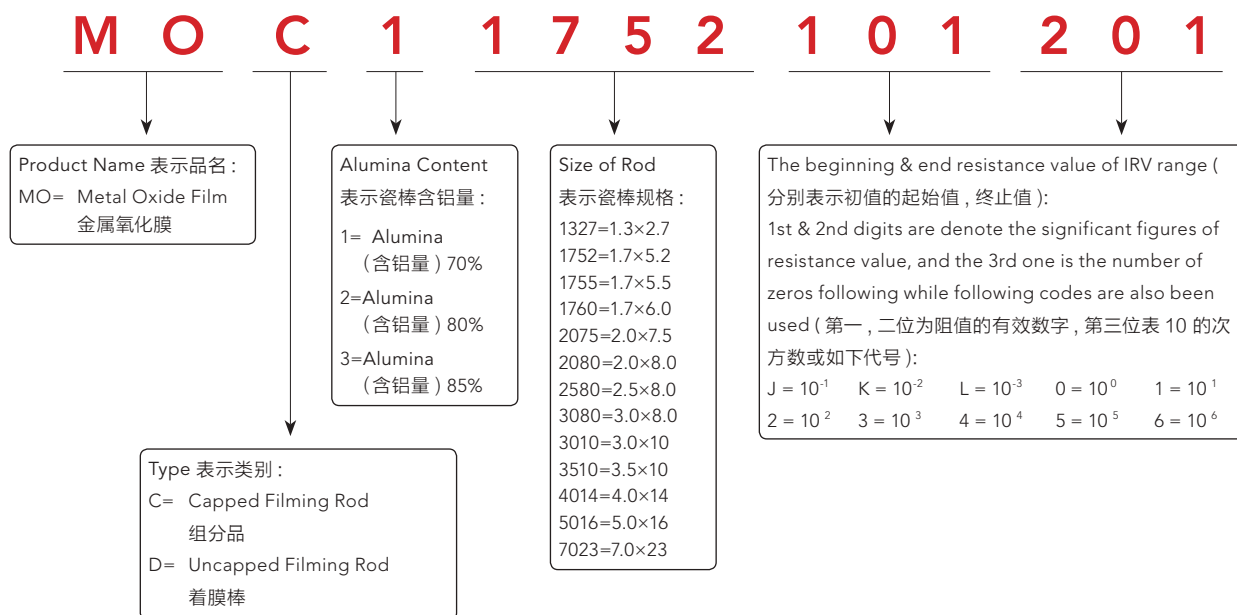 M O C 1 1 7 5 2 1 0 1 2 0 1
Product Name 表示品名 :
MO= Metal Oxide Film
金属氧化膜
Type 表示类别 :
C= Capped Filming Rod
组分品
D= Uncapped Filming Rod
着膜棒
Alumina Content
表示瓷棒含铝量 :
1= Alumina
( 含铝量 ) 70%
2=Alumina
( 含铝量 ) 80%
3=Alumina
( 含铝量 ) 85%
Size of Rod
表示瓷棒规格 :
1327=1.3×2.7
1752=1.7×5.2
1755=1.7×5.5
1760=1.7×6.0
2075=2.0×7.5
2080=2.0×8.0
2580=2.5×8.0
3080=3.0×8.0
3010=3.0×10
3510=3.5×10
4014=4.0×14
5016=5.0×16
7023=7.0×23
The beginning & end resistance value of IRV range (
分别表示初值的起始值 , 终止值 ):
1st & 2nd digits are denote the significant figures of
resistance value, and the 3rd one is the number of
zeros following while following codes are also been
used ( 第一 , 二位为阻值的有效数字 , 第三位表 10 的次
方数或如下代号 ):
J = 10⁻¹ K = 10⁻² L = 10⁻³ 0 = 10⁰ 1 = 10¹
2 = 10² 3 = 10³ 4 = 10⁴ 5 = 10⁵ 6 = 10⁶